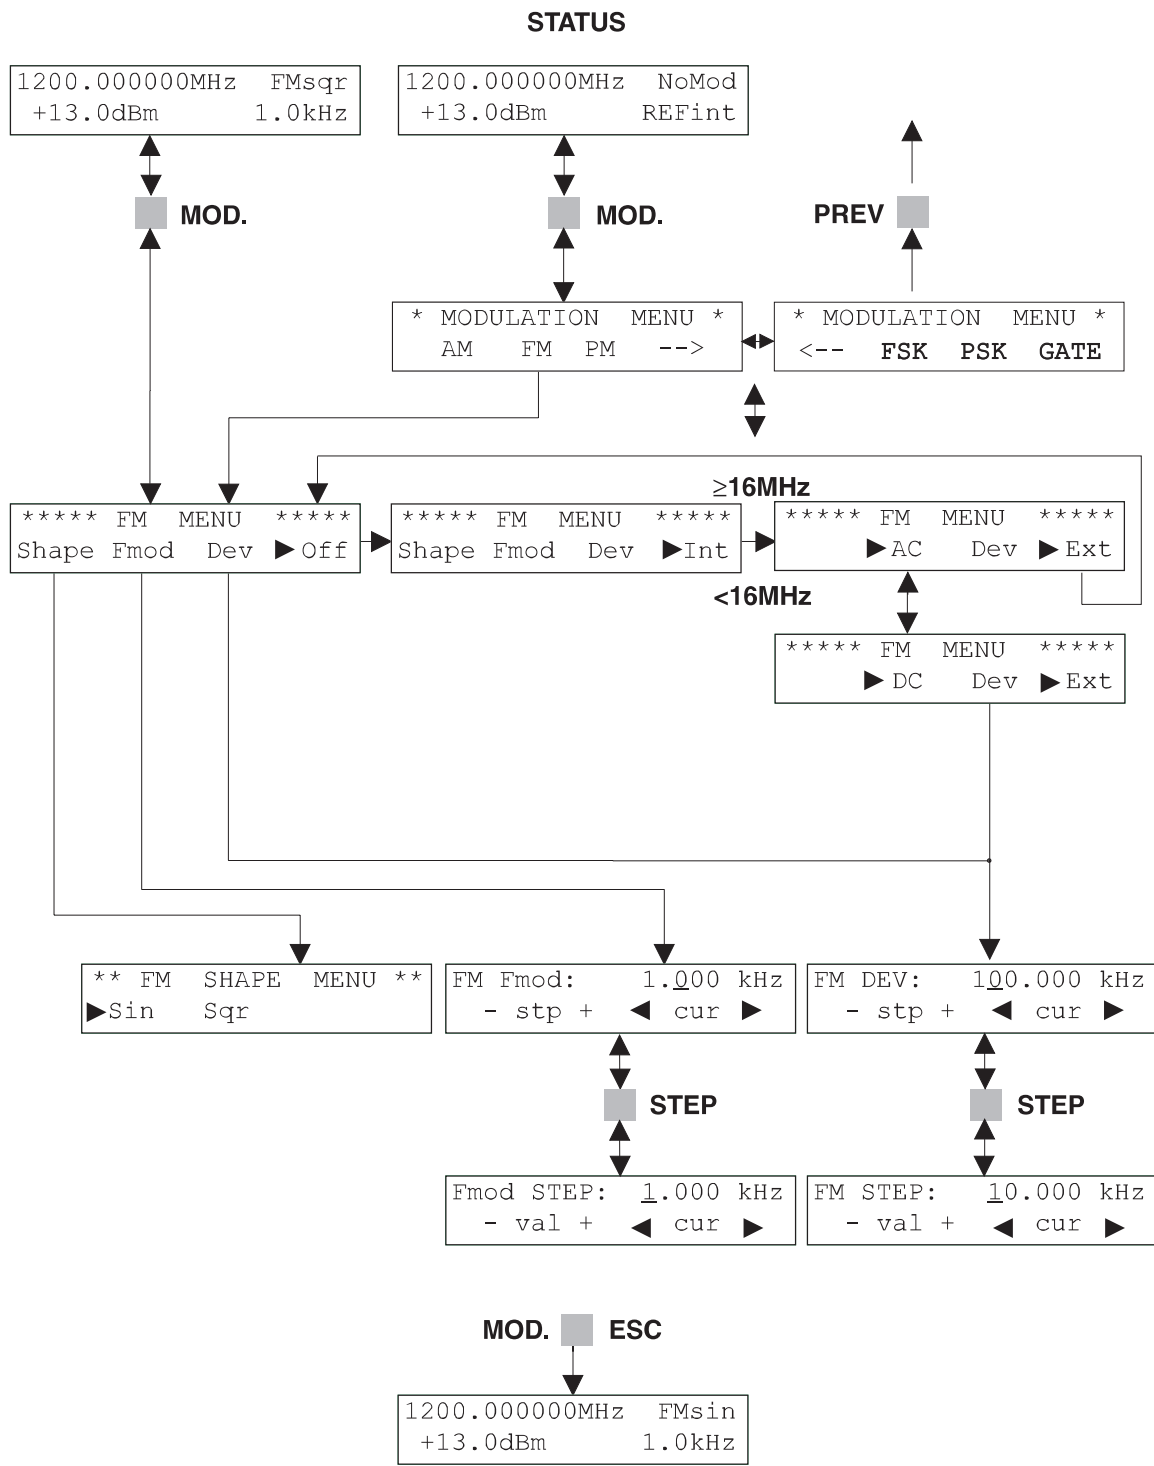 STATUS
1200.000000MHz FMsqr
+13.0dBm 1.0kHz
1200.000000MHz NoMod
+13.0dBm REFint
MOD.
MOD.
PREV
* MODULATION MENU *
AM FM PM -->
* MODULATION MENU *
<-- FSK PSK GATE
≥16MHz
***** FM MENU *****
Shape Fmod Dev ▶Off
***** FM MENU *****
Shape Fmod Dev ▶Int
***** FM MENU *****
▶AC Dev ▶Ext
<16MHz
***** FM MENU *****
▶DC Dev ▶Ext
** FM SHAPE MENU **
▶Sin Sqr
FM Fmod: 1.000 kHz
- stp + ◀ cur ▶
FM DEV: 100.000 kHz
- stp + ◀ cur ▶
STEP
STEP
Fmod STEP: 1.000 kHz
- val + ◀ cur ▶
FM STEP: 10.000 kHz
- val + ◀ cur ▶
MOD. ESC
1200.000000MHz FMsin
+13.0dBm 1.0kHz